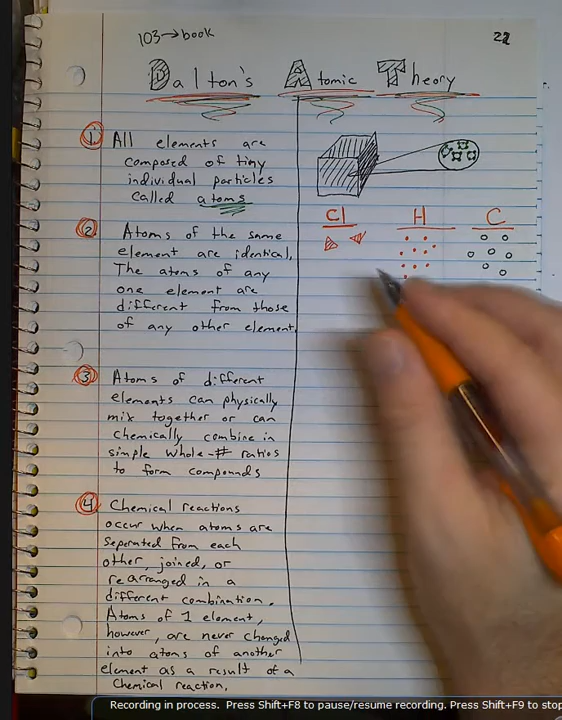 103→book
22
Dalton's Atomic Theory
1 All elements are
composed of tiny
individual particles
called atoms
2 Atoms of the same
element are identical.
The atoms of any
one element are
different from those
of any other element.
3 Atoms of different
elements can physically
mix together or can
chemically combine in
simple whole-# ratios
to form compounds
4 Chemical reactions
occur when atoms are
seperated from each
other, joined, or
rearranged in a
different combination.
Atoms of 1 element,
however, are never changed
into atoms of another
element as a result of a
Chemical reaction.
Cl H C
Recording in process. Press Shift+F8 to pause/resume recording. Press Shift+F9 to stop